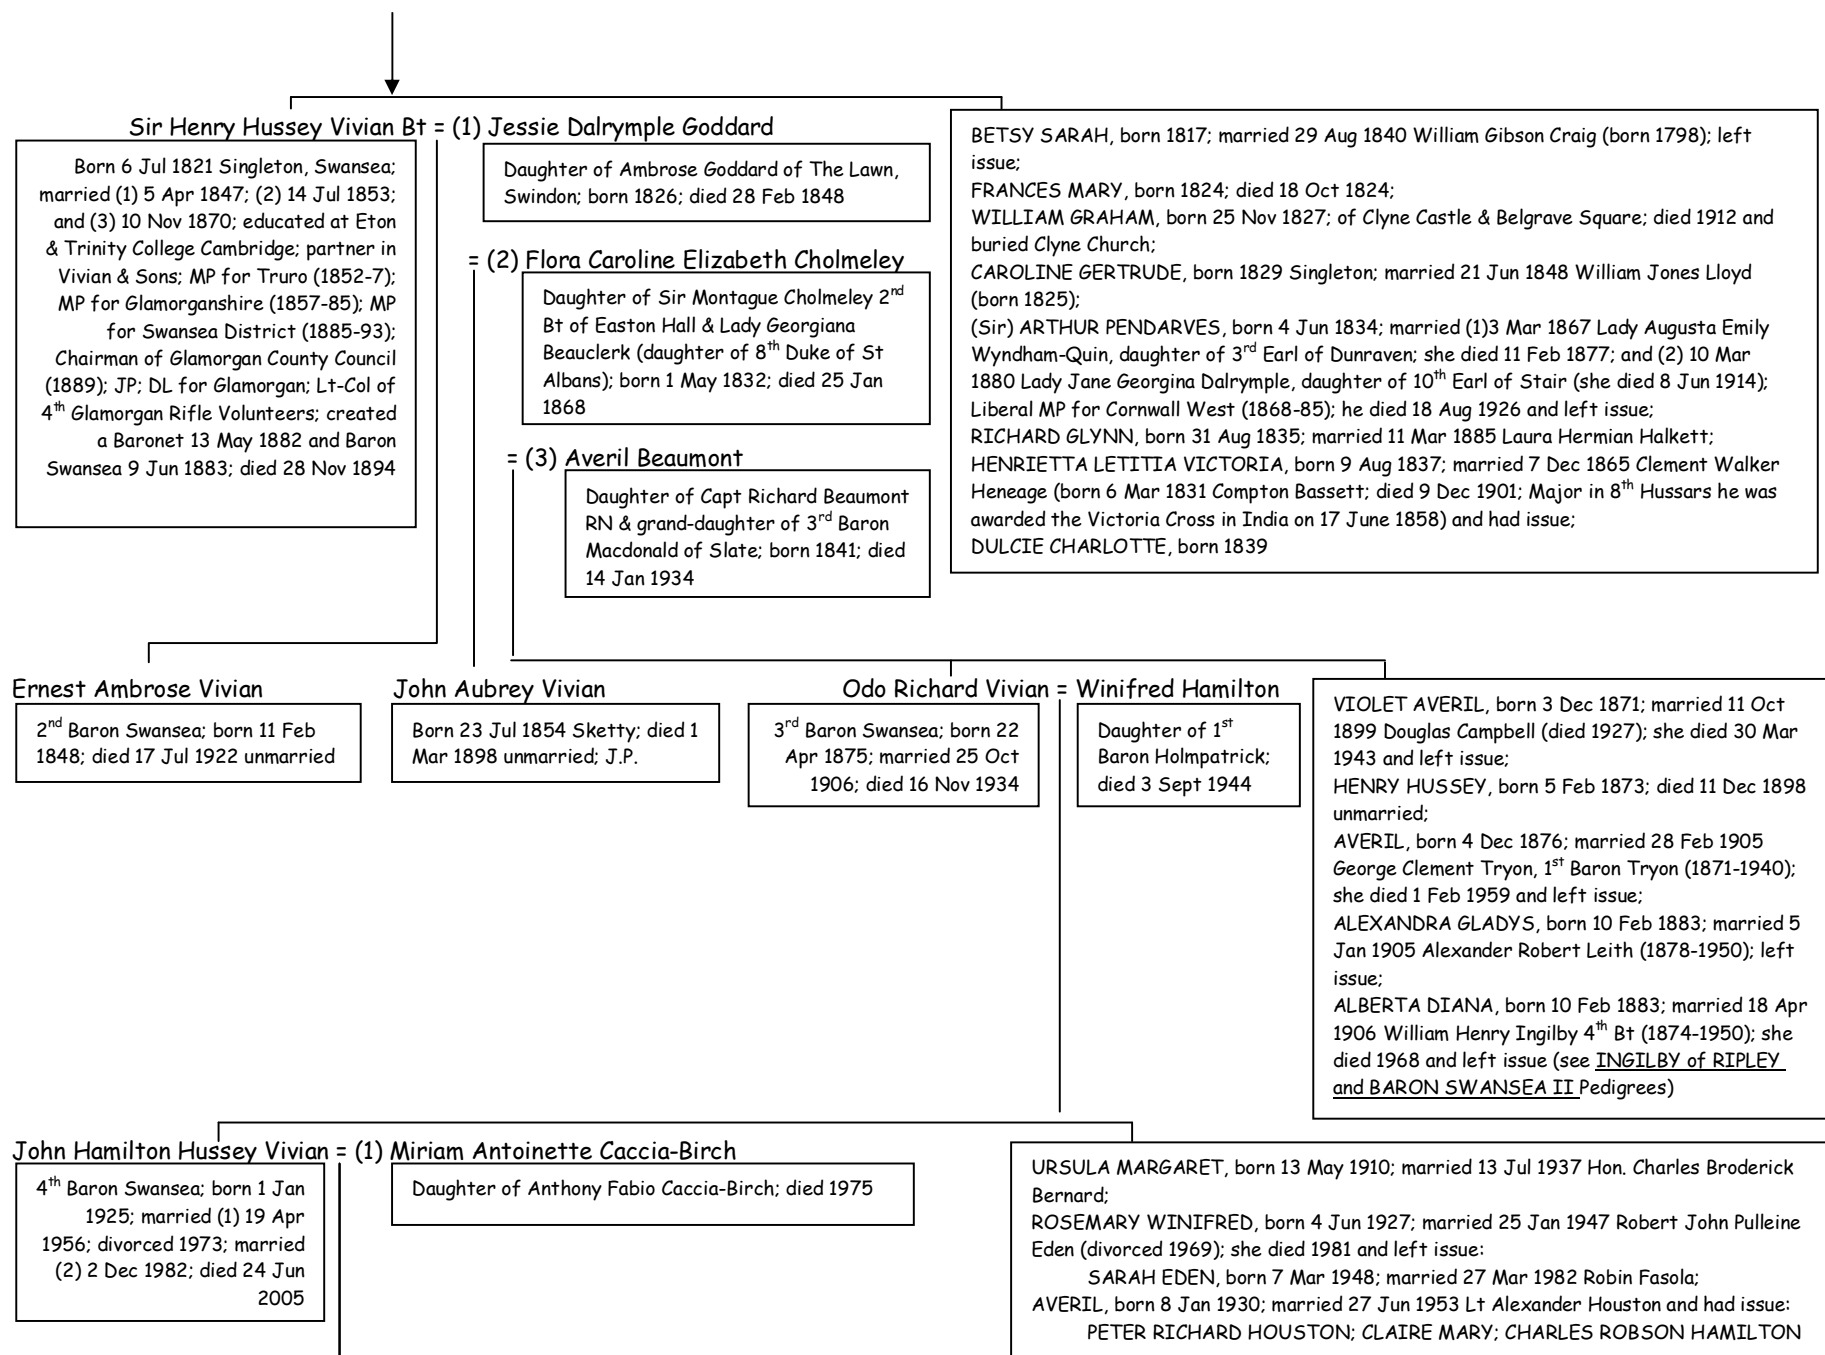 Sir Henry Hussey Vivian Bt = (1) Jessie Dalrymple Goddard
Born 6 Jul 1821 Singleton, Swansea;
married (1) 5 Apr 1847; (2) 14 Jul 1853;
and (3) 10 Nov 1870; educated at Eton
& Trinity College Cambridge; partner in
Vivian & Sons; MP for Truro (1852-7);
MP for Glamorganshire (1857-85); MP
for Swansea District (1885-93);
Chairman of Glamorgan County Council
(1889); JP; DL for Glamorgan; Lt-Col of
4th Glamorgan Rifle Volunteers; created
a Baronet 13 May 1882 and Baron
Swansea 9 Jun 1883; died 28 Nov 1894
Daughter of Ambrose Goddard of The Lawn,
Swindon; born 1826; died 28 Feb 1848
= (2) Flora Caroline Elizabeth Cholmeley
Daughter of Sir Montague Cholmeley 2nd
Bt of Easton Hall & Lady Georgiana
Beauclerk (daughter of 8th Duke of St
Albans); born 1 May 1832; died 25 Jan
1868
= (3) Averil Beaumont
Daughter of Capt Richard Beaumont
RN & grand-daughter of 3rd Baron
Macdonald of Slate; born 1841; died
14 Jan 1934
BETSY SARAH, born 1817; married 29 Aug 1840 William Gibson Craig (born 1798); left
issue;
FRANCES MARY, born 1824; died 18 Oct 1824;
WILLIAM GRAHAM, born 25 Nov 1827; of Clyne Castle & Belgrave Square; died 1912 and
buried Clyne Church;
CAROLINE GERTRUDE, born 1829 Singleton; married 21 Jun 1848 William Jones Lloyd
(born 1825);
(Sir) ARTHUR PENDARVES, born 4 Jun 1834; married (1)3 Mar 1867 Lady Augusta Emily
Wyndham-Quin, daughter of 3rd Earl of Dunraven; she died 11 Feb 1877; and (2) 10 Mar
1880 Lady Jane Georgina Dalrymple, daughter of 10th Earl of Stair (she died 8 Jun 1914);
Liberal MP for Cornwall West (1868-85); he died 18 Aug 1926 and left issue;
RICHARD GLYNN, born 31 Aug 1835; married 11 Mar 1885 Laura Hermian Halkett;
HENRIETTA LETITIA VICTORIA, born 9 Aug 1837; married 7 Dec 1865 Clement Walker
Heneage (born 6 Mar 1831 Compton Bassett; died 9 Dec 1901; Major in 8th Hussars he was
awarded the Victoria Cross in India on 17 June 1858) and had issue;
DULCIE CHARLOTTE, born 1839
Ernest Ambrose Vivian
2nd Baron Swansea; born 11 Feb
1848; died 17 Jul 1922 unmarried
John Aubrey Vivian
Born 23 Jul 1854 Sketty; died 1
Mar 1898 unmarried; J.P.
Odo Richard Vivian = Winifred Hamilton
3rd Baron Swansea; born 22
Apr 1875; married 25 Oct
1906; died 16 Nov 1934
Daughter of 1st
Baron Holmpatrick;
died 3 Sept 1944
VIOLET AVERIL, born 3 Dec 1871; married 11 Oct
1899 Douglas Campbell (died 1927); she died 30 Mar
1943 and left issue;
HENRY HUSSEY, born 5 Feb 1873; died 11 Dec 1898
unmarried;
AVERIL, born 4 Dec 1876; married 28 Feb 1905
George Clement Tryon, 1st Baron Tryon (1871-1940);
she died 1 Feb 1959 and left issue;
ALEXANDRA GLADYS, born 10 Feb 1883; married 5
Jan 1905 Alexander Robert Leith (1878-1950); left
issue;
ALBERTA DIANA, born 10 Feb 1883; married 18 Apr
1906 William Henry Ingilby 4th Bt (1874-1950); she
died 1968 and left issue (see INGILBY of RIPLEY
and BARON SWANSEA II Pedigrees)
John Hamilton Hussey Vivian = (1) Miriam Antoinette Caccia-Birch
4th Baron Swansea; born 1 Jan
1925; married (1) 19 Apr
1956; divorced 1973; married
(2) 2 Dec 1982; died 24 Jun
2005
Daughter of Anthony Fabio Caccia-Birch; died 1975
URSULA MARGARET, born 13 May 1910; married 13 Jul 1937 Hon. Charles Broderick
Bernard;
ROSEMARY WINIFRED, born 4 Jun 1927; married 25 Jan 1947 Robert John Pulleine
Eden (divorced 1969); she died 1981 and left issue:
SARAH EDEN, born 7 Mar 1948; married 27 Mar 1982 Robin Fasola;
AVERIL, born 8 Jan 1930; married 27 Jun 1953 Lt Alexander Houston and had issue:
PETER RICHARD HOUSTON; CLAIRE MARY; CHARLES ROBSON HAMILTON